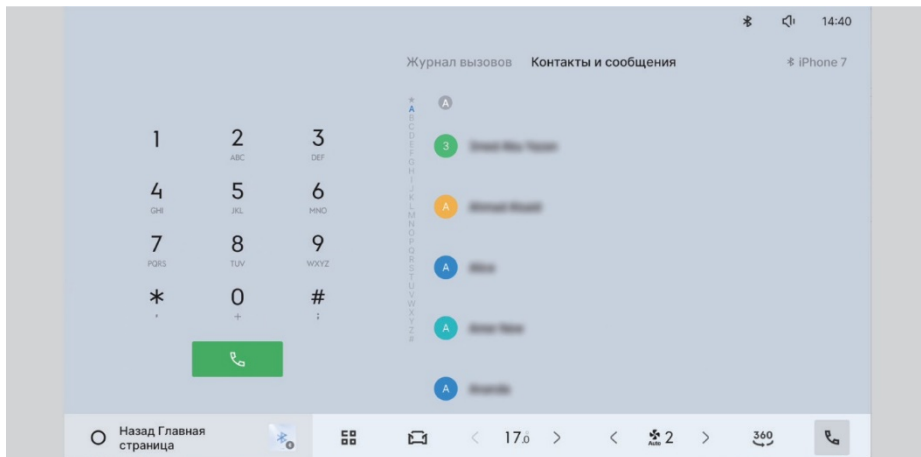 14:40
Журнал вызовов Контакты и сообщения iPhone 7
A
1 2 3
ABC DEF
4 5 6
GHI JKL MNO
7 8 9
PQRS TUV WXYZ
* 0 #
+ ;
*
A
B
C
D
E
F
G
H
I
J
K
L
M
N
O
P
Q
R
S
T
U
V
W
X
Y
Z
#
3
A
A
A
A
Назад Главная
страница
17.0
Auto 2
360